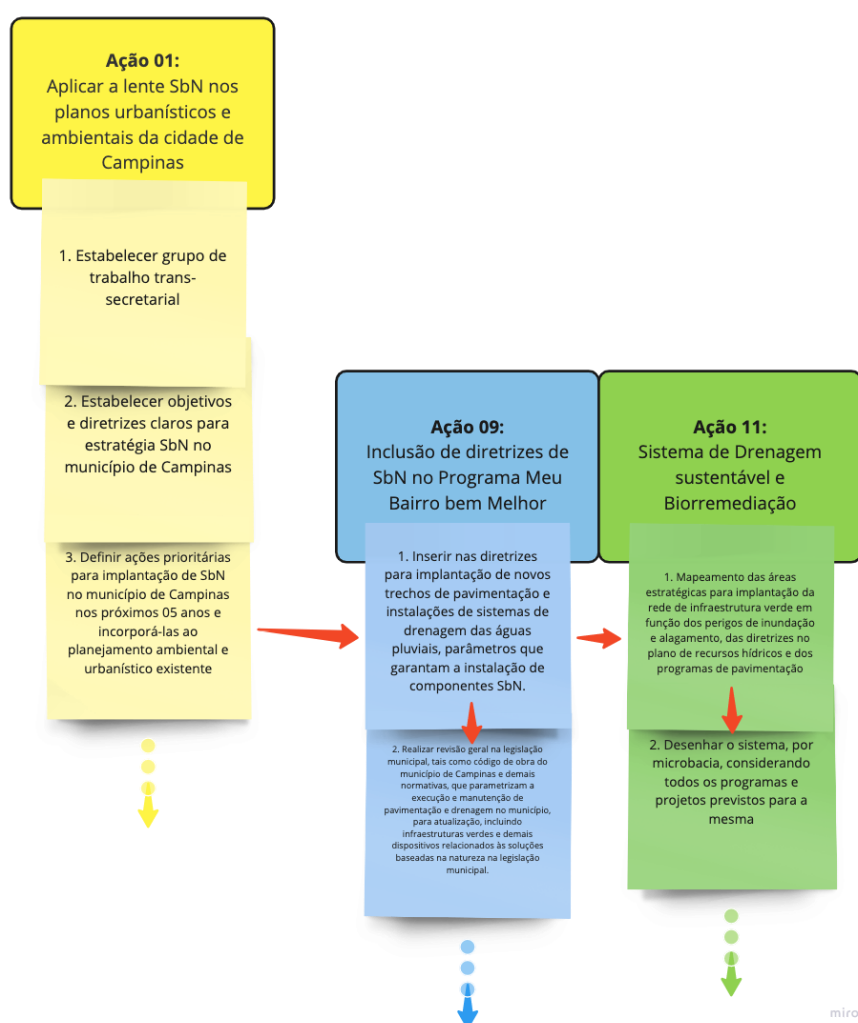 Ação 01:
Aplicar a lente SbN nos
planos urbanísticos e
ambientais da cidade de
Campinas
1. Estabelecer grupo de
trabalho trans-
secretarial
2. Estabelecer objetivos
e diretrizes claros para
estratégia SbN no
município de Campinas
3. Definir ações prioritárias
para implantação de SbN
no município de Campinas
nos próximos 05 anos e
incorporá-las ao
planejamento ambiental e
urbanístico existente
Ação 09:
Inclusão de diretrizes de
SbN no Programa Meu
Bairro bem Melhor
1. Inserir nas diretrizes
para implantação de novos
trechos de pavimentação e
instalações de sistemas de
drenagem das águas
pluviais, parâmetros que
garantam a instalação de
componentes SbN.
2. Realizar revisão geral na legislação
municipal, tais como código de obra do
município de Campinas e demais
normativas, que parametrizam a
execução e manutenção de
pavimentação e drenagem no município,
para atualização, incluindo
infraestruturas verdes e demais
dispositivos relacionados às soluções
baseadas na natureza na legislação
municipal.
Ação 11:
Sistema de Drenagem
sustentável e
Biorremediação
1. Mapeamento das áreas
estratégicas para implantação da
rede de infraestrutura verde em
função dos perigos de inundação
e alagamento, das diretrizes no
plano de recursos hídricos e dos
programas de pavimentação
2. Desenhar o sistema, por
microbacia, considerando
todos os programas e
projetos previstos para a
mesma
miro